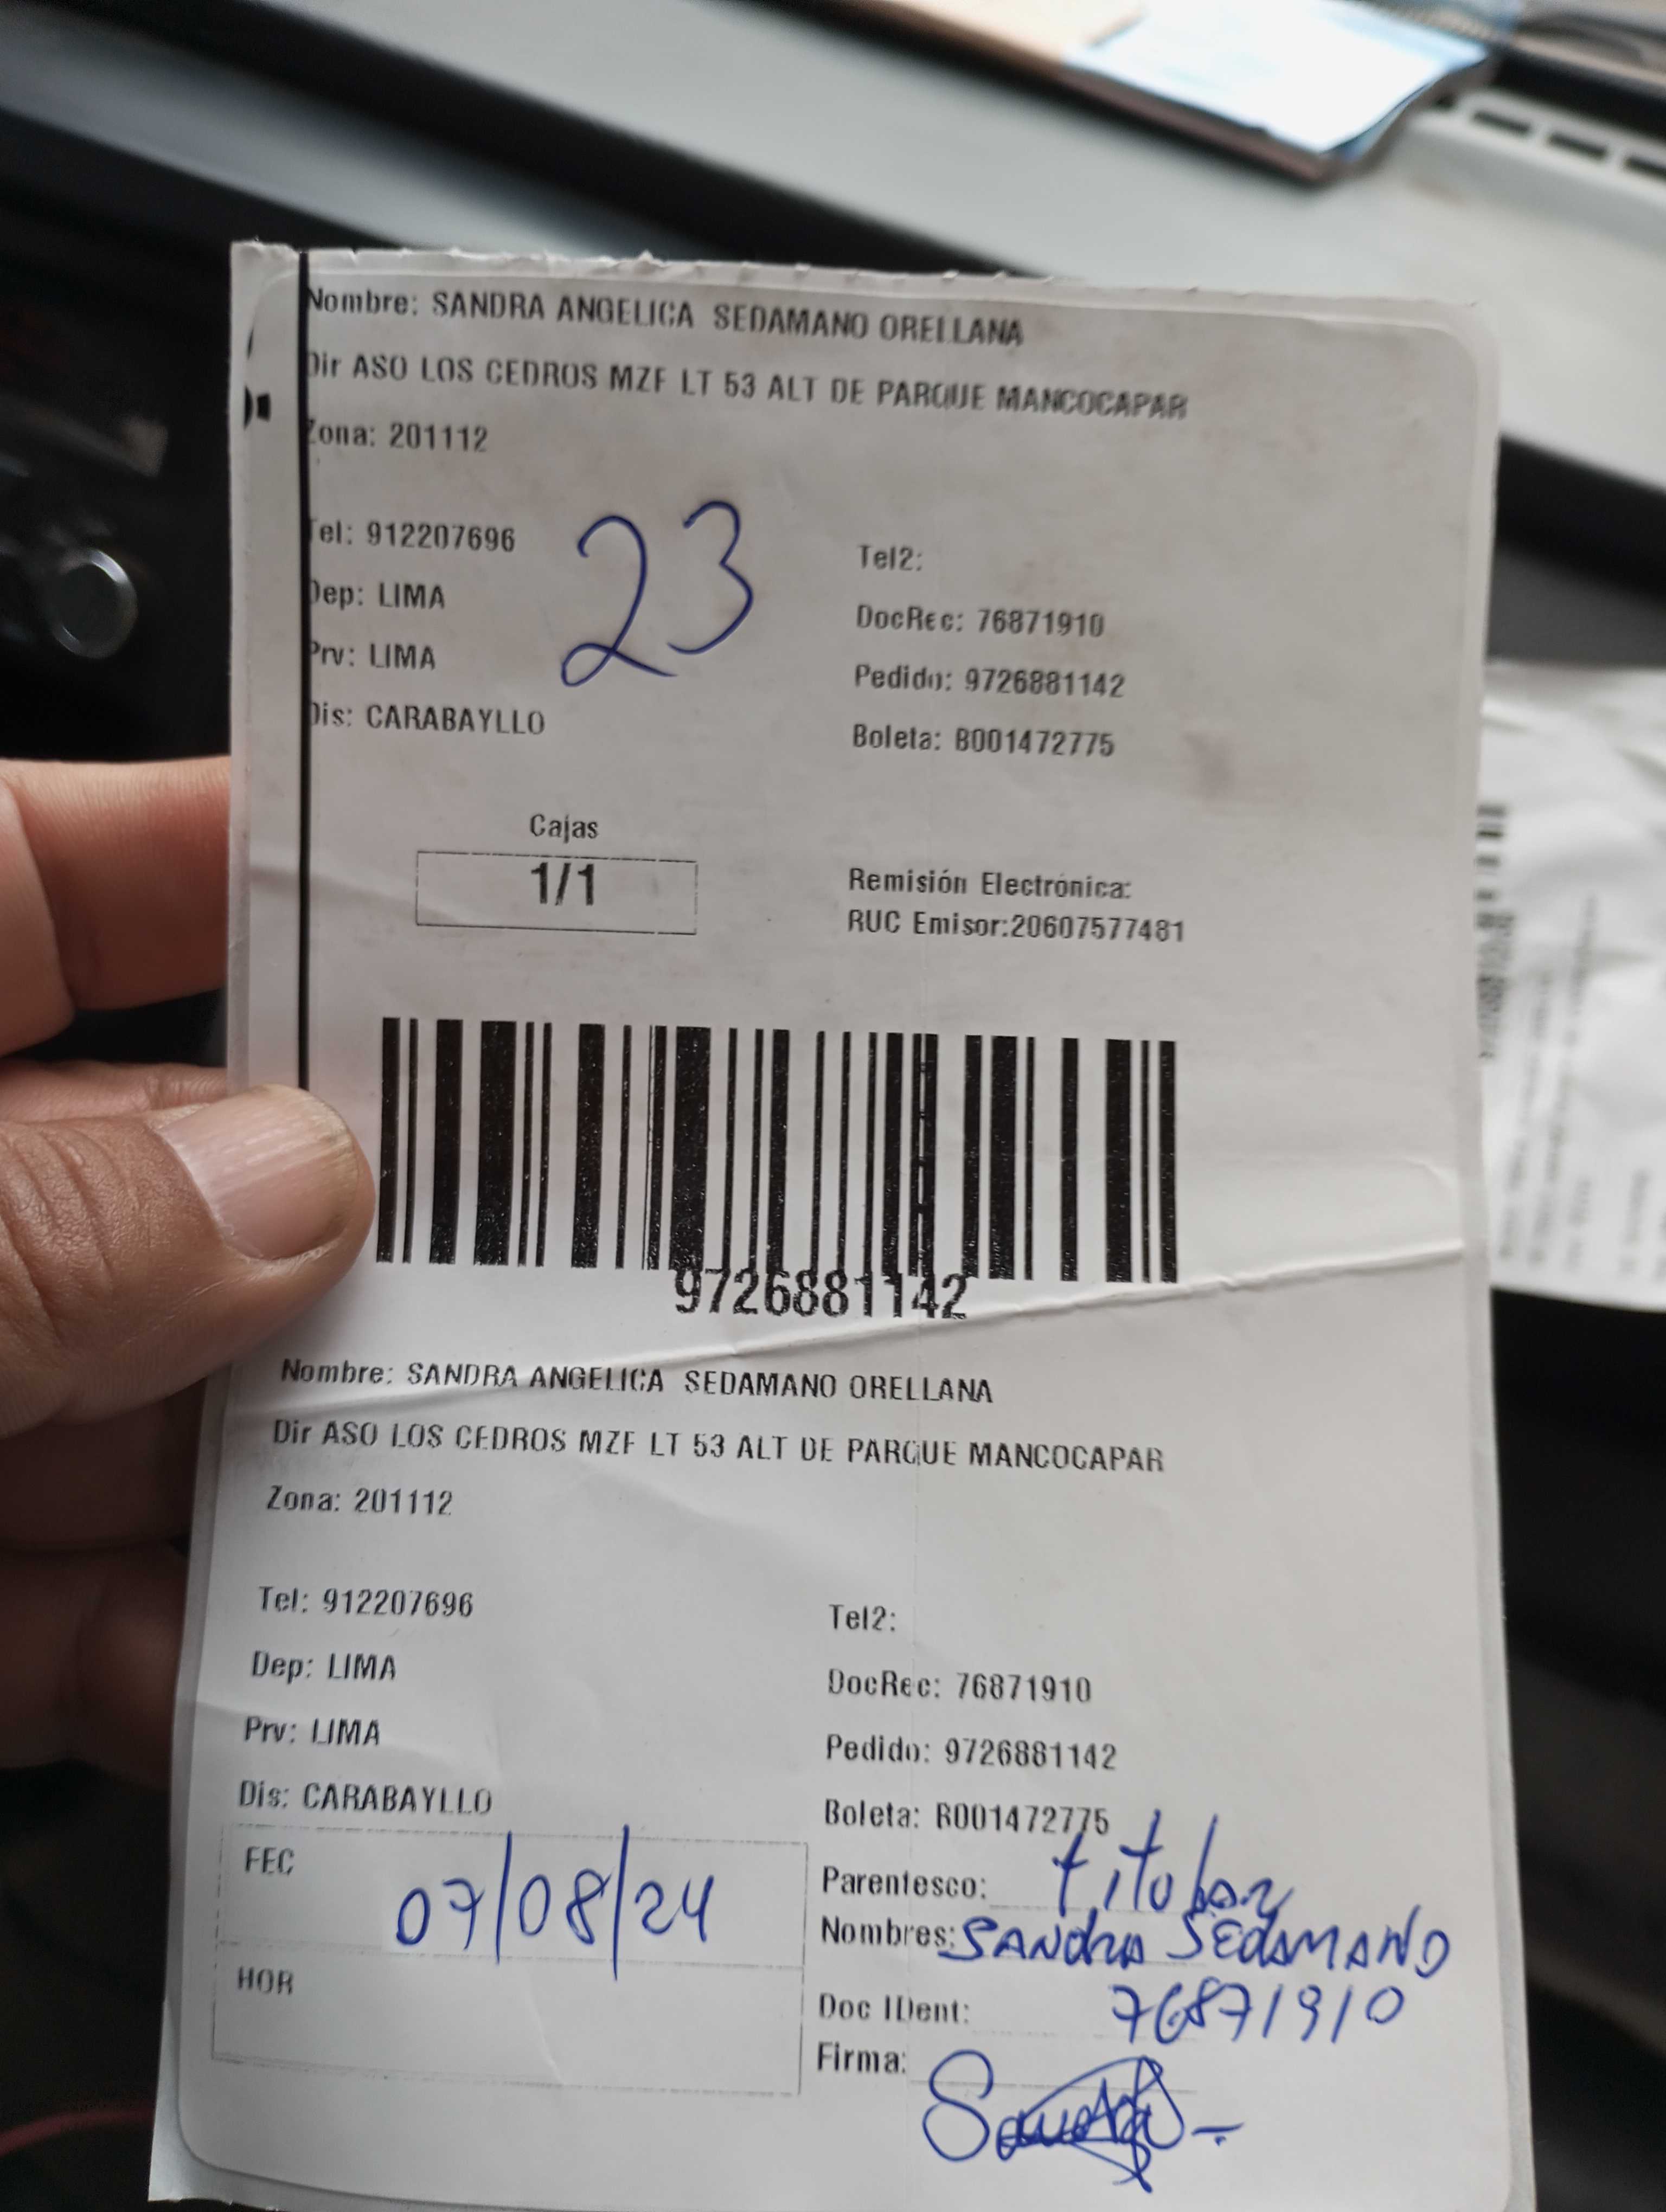 Nombre: SANDRA ANGELICA SEDAMANO ORELLANA
Dir ASO LOS CEDROS MZF LT 53 ALT DE PARQUE MANCOCAPAR
Zona: 201112
23
Tel: 912207696
Tel2:
Dep: LIMA
DocRec: 76871910
Prv: LIMA
Pedido: 9726881142
Dis: CARABAYLLO
Boleta: B001472775
Cajas
1/1
Remisión Electrónica:
RUC Emisor:20607577481
9726881142
Nombre: SANDRA ANGELICA SEDAMANO ORELLANA
Dir ASO LOS CEDROS MZF LT 53 ALT DE PARQUE MANCOCAPAR
Zona: 201112
Tel: 912207696
Tel2:
Dep: LIMA
DocRec: 76871910
Prv: LIMA
Pedido: 9726881142
Dis: CARABAYLLO
Boleta: B001472775
FEC 07/08/24
Parentesco: titular
Nombres: SANdRA SEdAMANO
HOR
Doc IDent: 76871910
Firma: